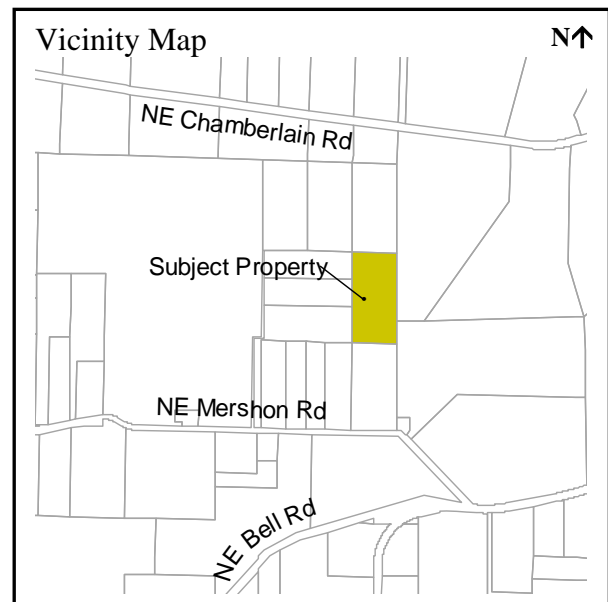 Vicinity Map
N↑
NE Chamberlain Rd
Subject Property
NE Mershon Rd
NE Bell Rd